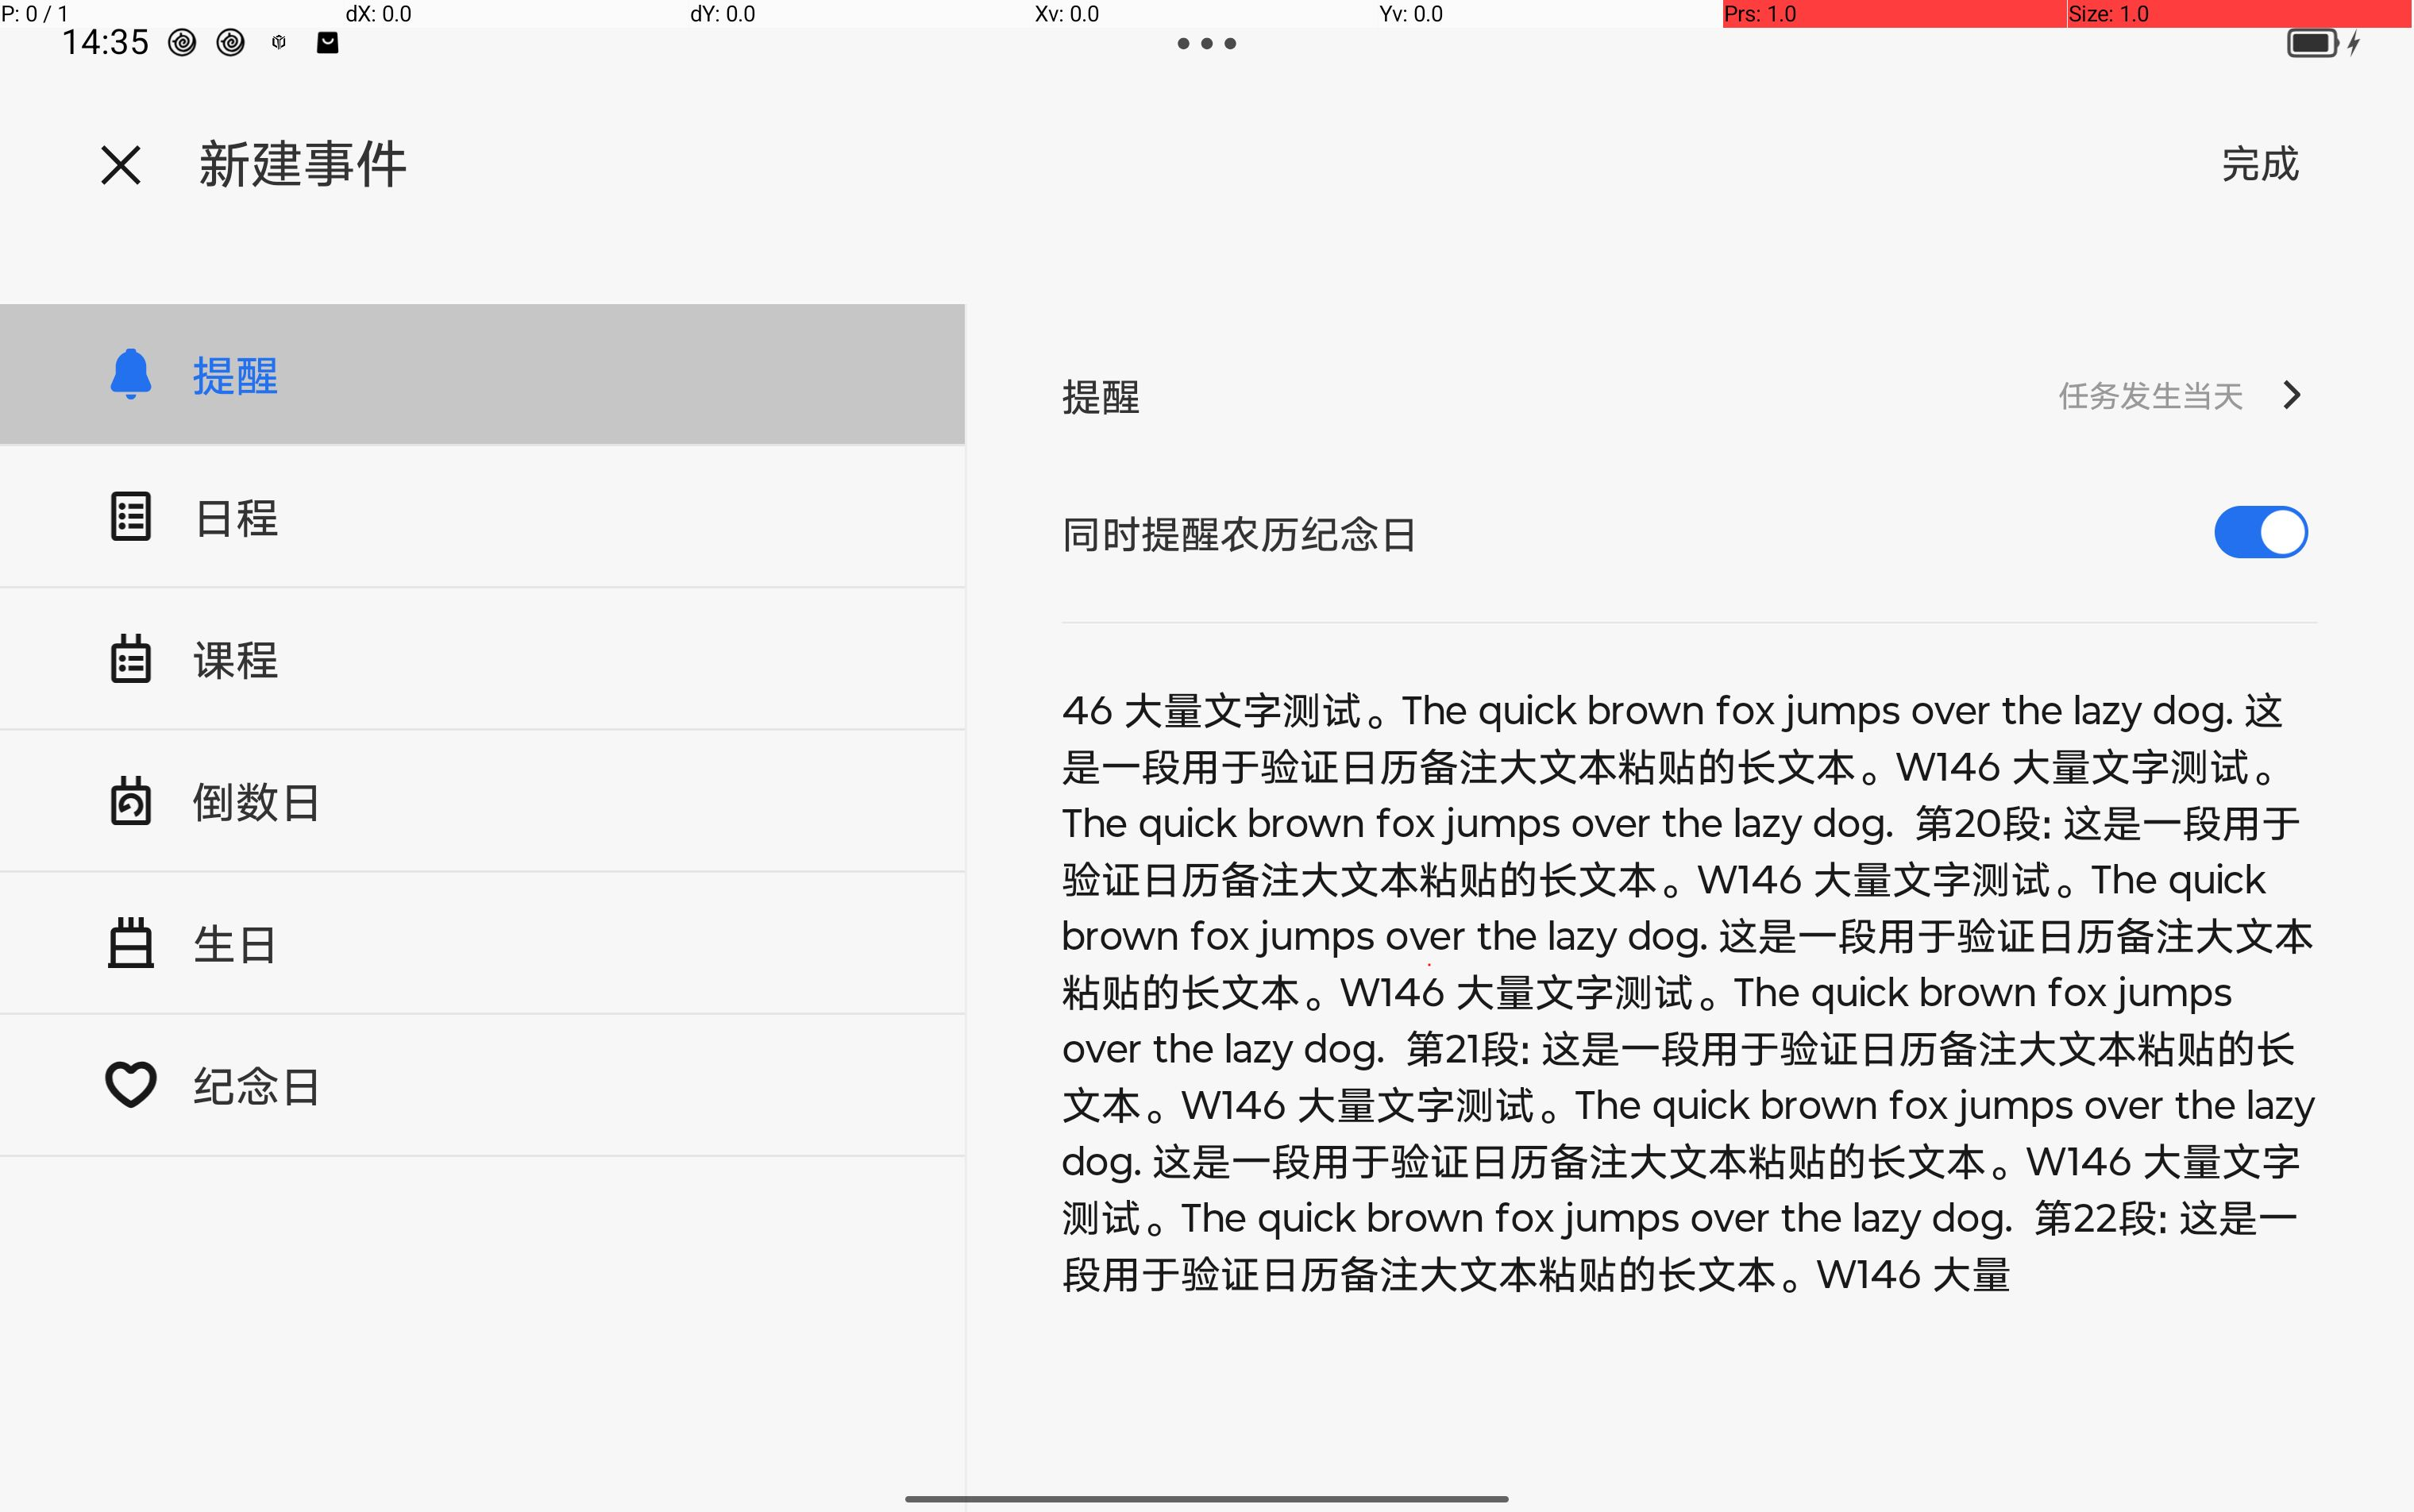 P: 0 / 1 dX: 0.0 dY: 0.0 Xv: 0.0 Yv: 0.0 Prs: 1.0 Size: 1.0
14:35
新建事件
完成
提醒
日程
课程
倒数日
生日
纪念日
提醒 任务发生当天
同时提醒农历纪念日
46 大量文字测试。The quick brown fox jumps over the lazy dog. 这
是一段用于验证日历备注大文本粘贴的长文本。W146 大量文字测试。
The quick brown fox jumps over the lazy dog.  第20段: 这是一段用于
验证日历备注大文本粘贴的长文本。W146 大量文字测试。The quick
brown fox jumps over the lazy dog. 这是一段用于验证日历备注大文本
粘贴的长文本。W146 大量文字测试。The quick brown fox jumps
over the lazy dog.  第21段: 这是一段用于验证日历备注大文本粘贴的长
文本。W146 大量文字测试。The quick brown fox jumps over the lazy
dog. 这是一段用于验证日历备注大文本粘贴的长文本。W146 大量文字
测试。The quick brown fox jumps over the lazy dog.  第22段: 这是一
段用于验证日历备注大文本粘贴的长文本。W146 大量